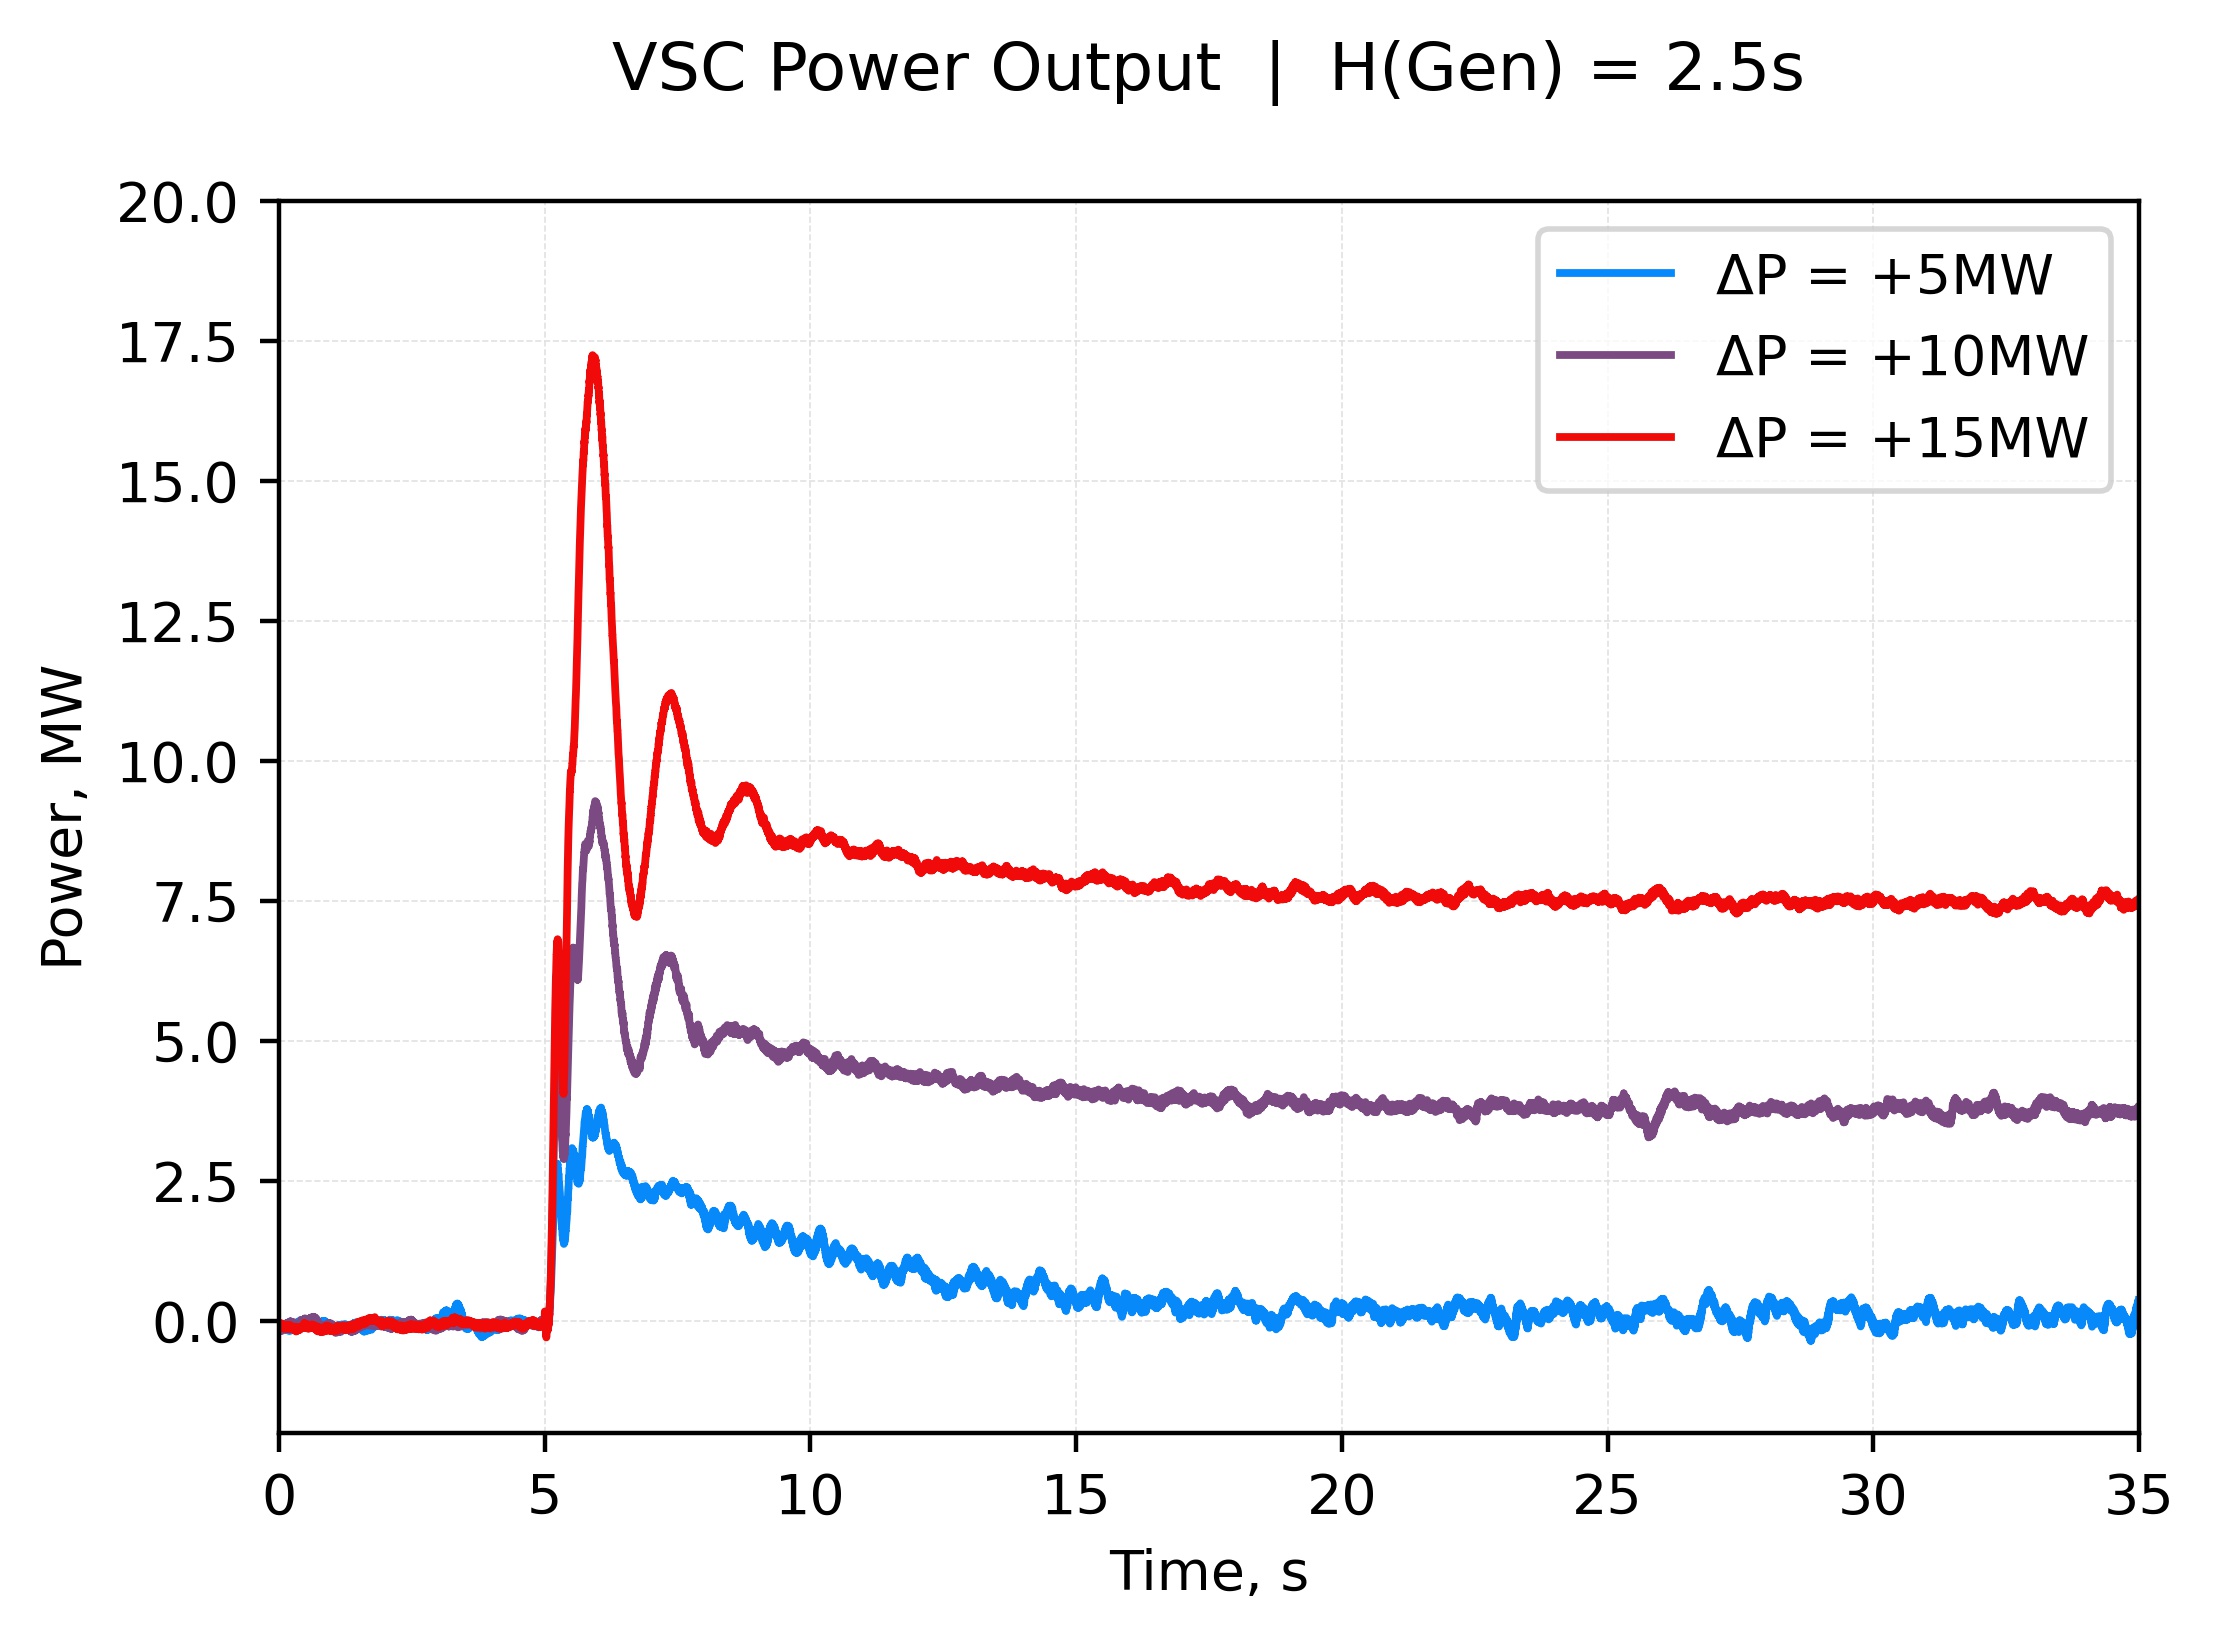 VSC Power Output | H(Gen) = 2.5s
20.0
17.5
15.0
12.5
10.0
7.5
5.0
2.5
0.0
Power, MW
ΔP = +5MW
ΔP = +10MW
ΔP = +15MW
0 5 10 15 20 25 30 35
Time, s